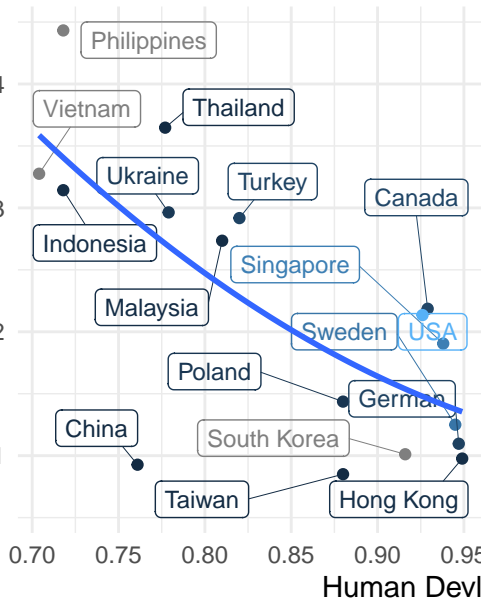 Philippines
4
Vietnam
Thailand
Ukraine
Turkey
Canada
3
Indonesia
Singapore
Malaysia
2
Sweden
USA
Poland
German
China
South Korea
1
Taiwan
Hong Kong
0.70 0.75 0.80 0.85 0.90 0.95
Human Devl